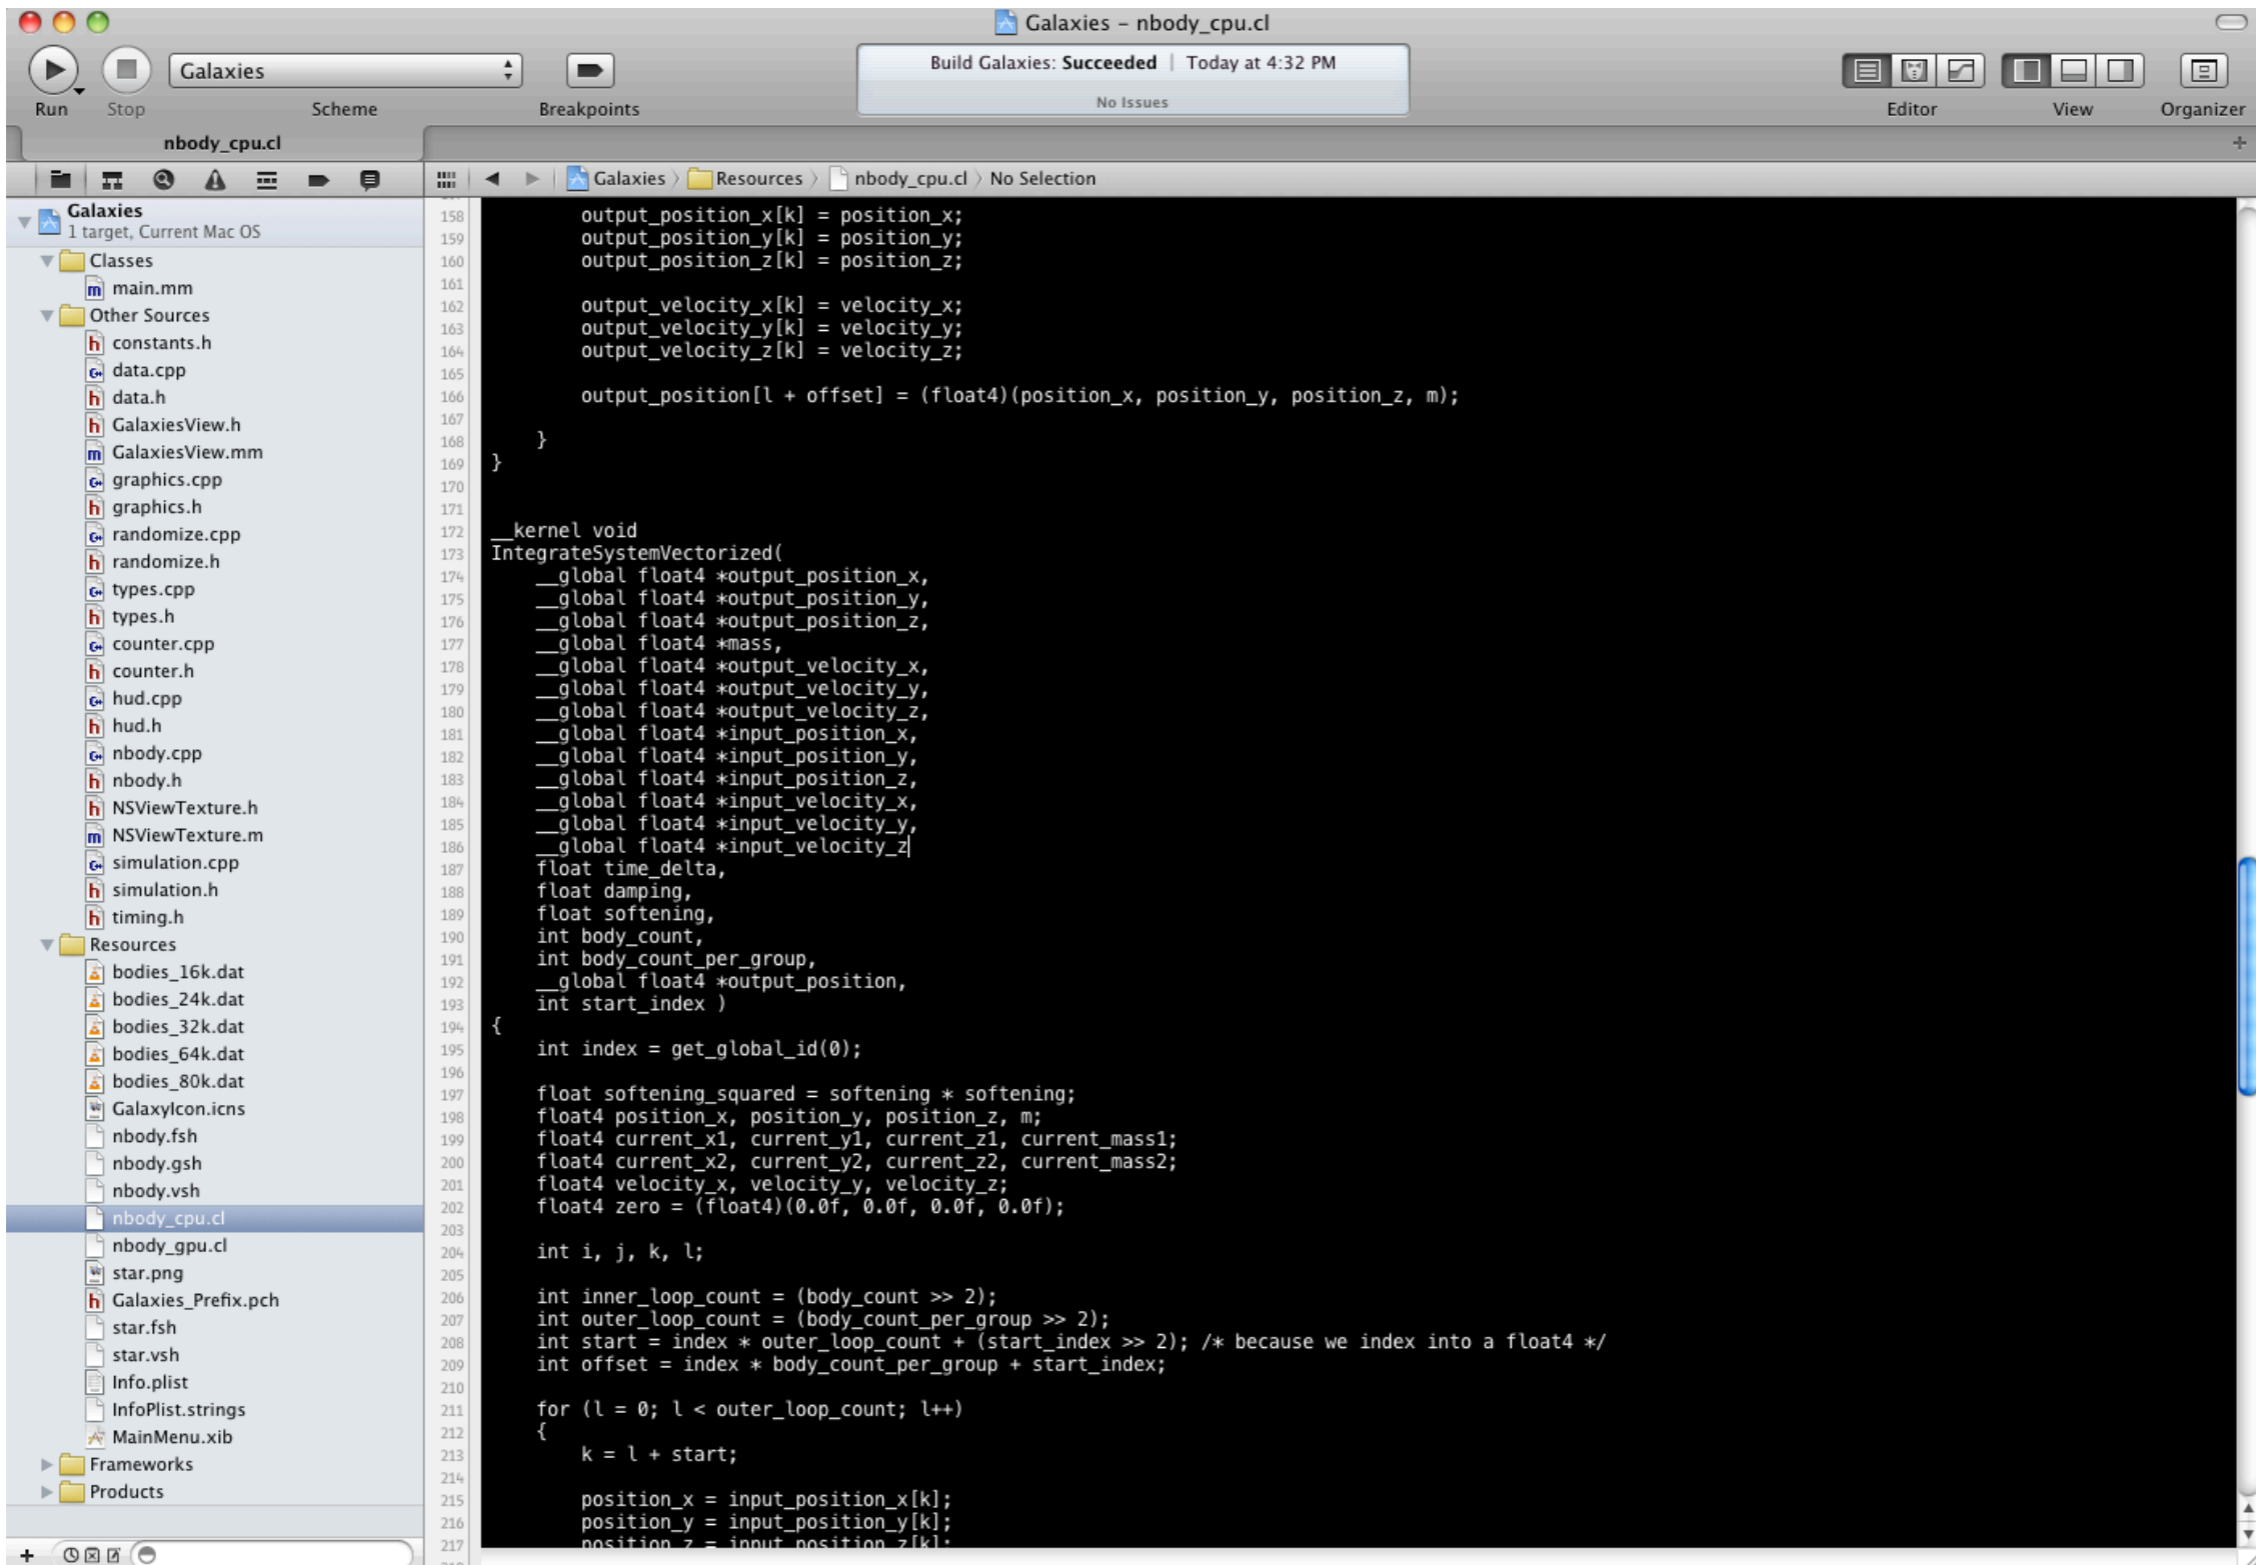 Galaxies – nbody_cpu.cl
Galaxies
Build Galaxies: Succeeded | Today at 4:32 PM
No Issues
Run Stop Scheme Breakpoints Editor View Organizer
nbody_cpu.cl
Galaxies Resources nbody_cpu.cl No Selection
Galaxies
1 target, Current Mac OS
Classes
main.mm
Other Sources
constants.h
data.cpp
data.h
GalaxiesView.h
GalaxiesView.mm
graphics.cpp
graphics.h
randomize.cpp
randomize.h
types.cpp
types.h
counter.cpp
counter.h
hud.cpp
hud.h
nbody.cpp
nbody.h
NSViewTexture.h
NSViewTexture.m
simulation.cpp
simulation.h
timing.h
Resources
bodies_16k.dat
bodies_24k.dat
bodies_32k.dat
bodies_64k.dat
bodies_80k.dat
GalaxyIcon.icns
nbody.fsh
nbody.gsh
nbody.vsh
nbody_cpu.cl
nbody_gpu.cl
star.png
Galaxies_Prefix.pch
star.fsh
star.vsh
Info.plist
InfoPlist.strings
MainMenu.xib
Frameworks
Products
158 output_position_x[k] = position_x;
159 output_position_y[k] = position_y;
160 output_position_z[k] = position_z;
161
162 output_velocity_x[k] = velocity_x;
163 output_velocity_y[k] = velocity_y;
164 output_velocity_z[k] = velocity_z;
165
166 output_position[l + offset] = (float4)(position_x, position_y, position_z, m);
167
168 }
169 }
170
171
172 __kernel void
173 IntegrateSystemVectorized(
174 __global float4 *output_position_x,
175 __global float4 *output_position_y,
176 __global float4 *output_position_z,
177 __global float4 *mass,
178 __global float4 *output_velocity_x,
179 __global float4 *output_velocity_y,
180 __global float4 *output_velocity_z,
181 __global float4 *input_position_x,
182 __global float4 *input_position_y,
183 __global float4 *input_position_z,
184 __global float4 *input_velocity_x,
185 __global float4 *input_velocity_y,
186 __global float4 *input_velocity_z
187 float time_delta,
188 float damping,
189 float softening,
190 int body_count,
191 int body_count_per_group,
192 __global float4 *output_position,
193 int start_index )
194 {
195 int index = get_global_id(0);
196
197 float softening_squared = softening * softening;
198 float4 position_x, position_y, position_z, m;
199 float4 current_x1, current_y1, current_z1, current_mass1;
200 float4 current_x2, current_y2, current_z2, current_mass2;
201 float4 velocity_x, velocity_y, velocity_z;
202 float4 zero = (float4)(0.0f, 0.0f, 0.0f, 0.0f);
203
204 int i, j, k, l;
205
206 int inner_loop_count = (body_count >> 2);
207 int outer_loop_count = (body_count_per_group >> 2);
208 int start = index * outer_loop_count + (start_index >> 2); /* because we index into a float4 */
209 int offset = index * body_count_per_group + start_index;
210
211 for (l = 0; l < outer_loop_count; l++)
212 {
213 k = l + start;
214
215 position_x = input_position_x[k];
216 position_y = input_position_y[k];
217 position_z = input_position_z[k];